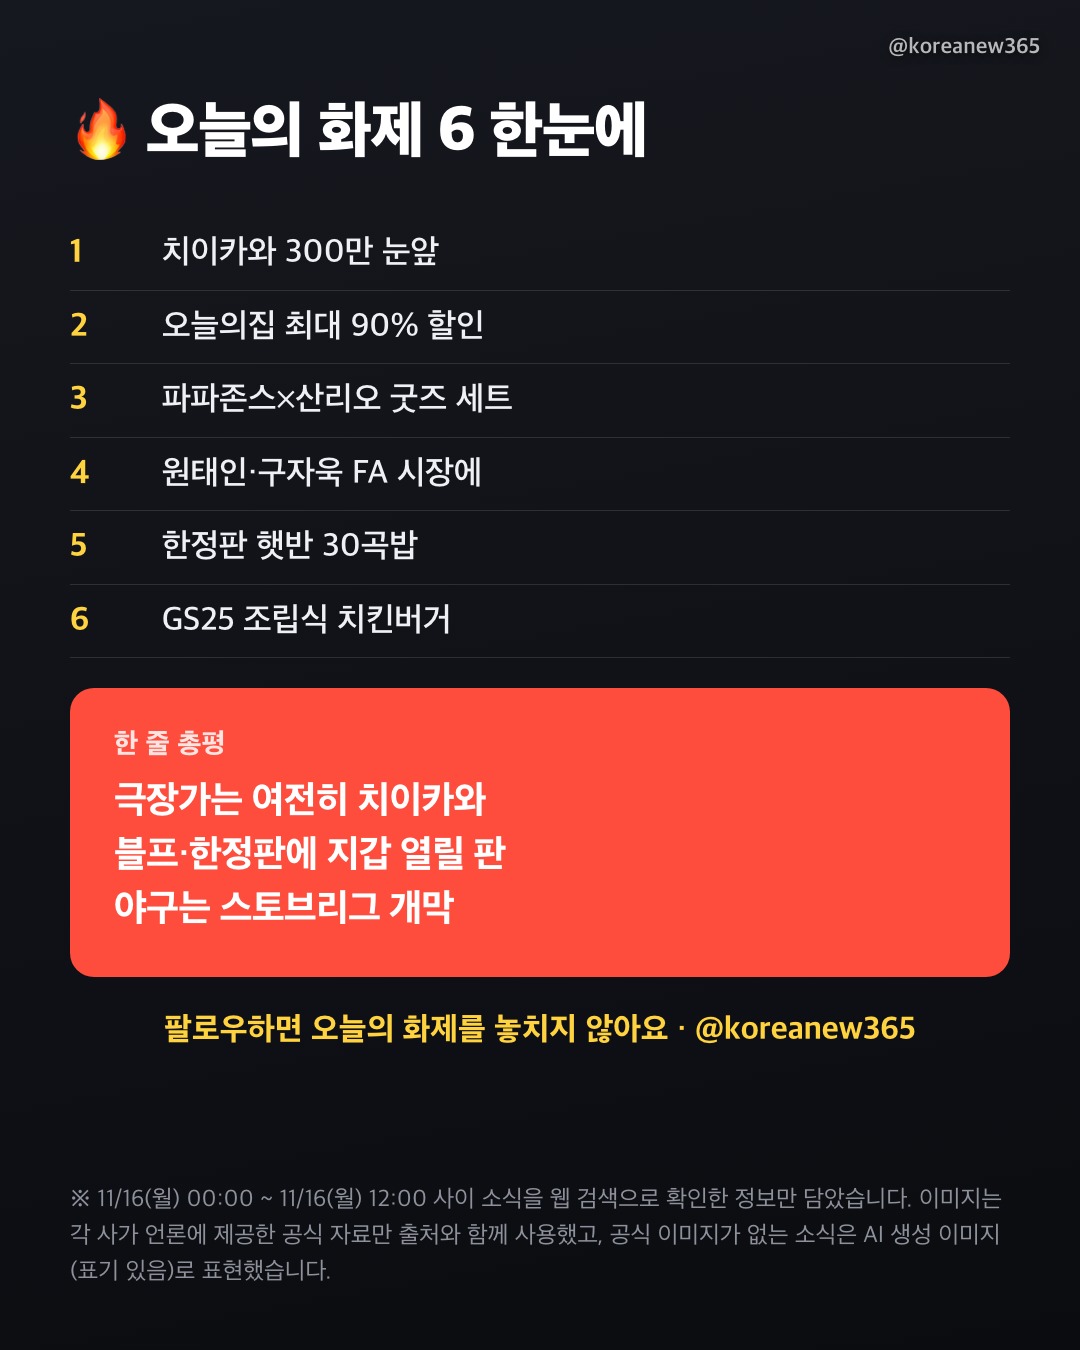 @koreanew365
🔥 오늘의 화제 6 한눈에
1 치이카와 300만 눈앞
2 오늘의집 최대 90% 할인
3 파파존스×산리오 굿즈 세트
4 원태인·구자욱 FA 시장에
5 한정판 햇반 30곡밥
6 GS25 조립식 치킨버거
한 줄 총평
극장가는 여전히 치이카와
블프·한정판에 지갑 열릴 판
야구는 스토브리그 개막
팔로우하면 오늘의 화제를 놓치지 않아요 · @koreanew365
※ 11/16(월) 00:00 ~ 11/16(월) 12:00 사이 소식을 웹 검색으로 확인한 정보만 담았습니다. 이미지는
각 사가 언론에 제공한 공식 자료만 출처와 함께 사용했고, 공식 이미지가 없는 소식은 AI 생성 이미지
(표기 있음)로 표현했습니다.